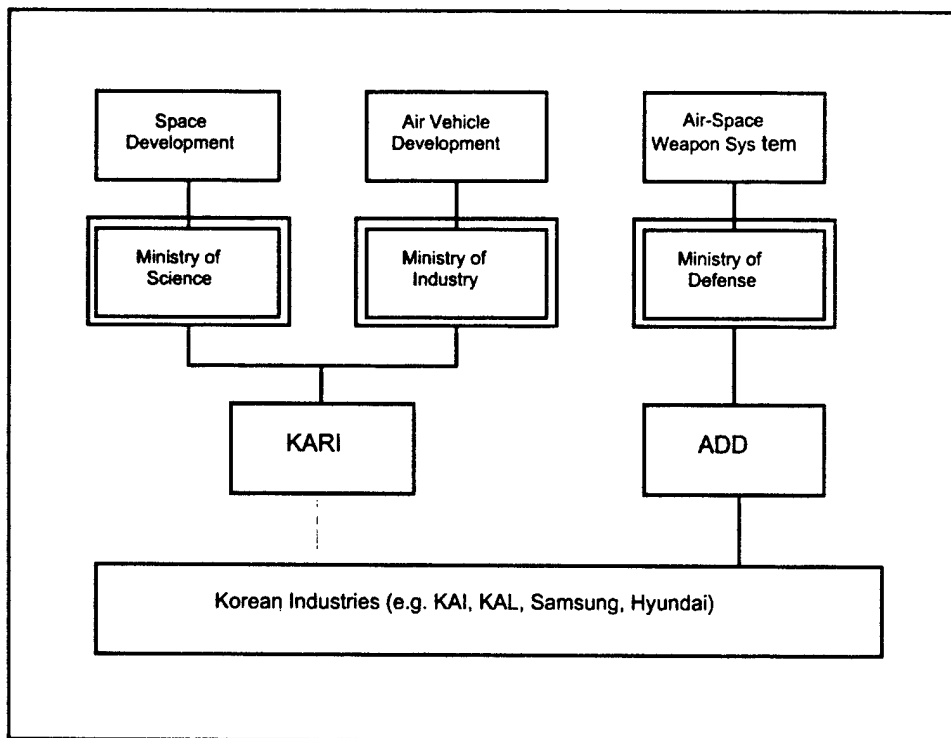 Space
Development
Air Vehicle
Development
Air-Space
Weapon Sys tem
Ministry of
Science
Ministry of
Industry
Ministry of
Defense
KARI
ADD
Korean Industries (e.g. KAI, KAL, Samsung, Hyundai)